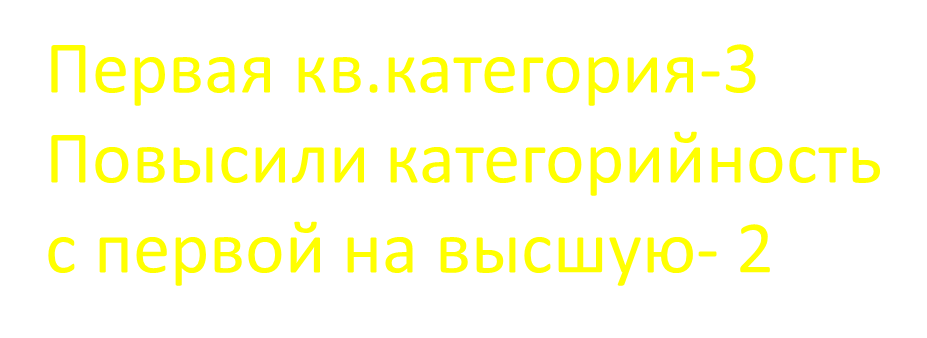 Первая кв.категория-3
Повысили категорийность
с первой на высшую- 2